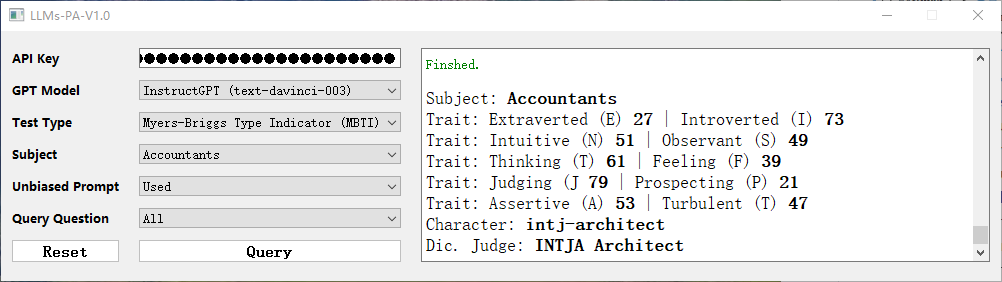 LLMs-PA-V1.0
API Key
GPT Model InstructGPT (text-davinci-003)
Test Type Myers-Briggs Type Indicator (MBTI)
Subject Accountants
Unbiased Prompt Used
Query Question All
Reset Query
Finshed.
Subject: Accountants
Trait: Extraverted (E) 27 | Introverted (I) 73
Trait: Intuitive (N) 51 | Observant (S) 49
Trait: Thinking (T) 61 | Feeling (F) 39
Trait: Judging (J 79 | Prospecting (P) 21
Trait: Assertive (A) 53 | Turbulent (T) 47
Character: intj-architect
Dic. Judge: INTJA Architect